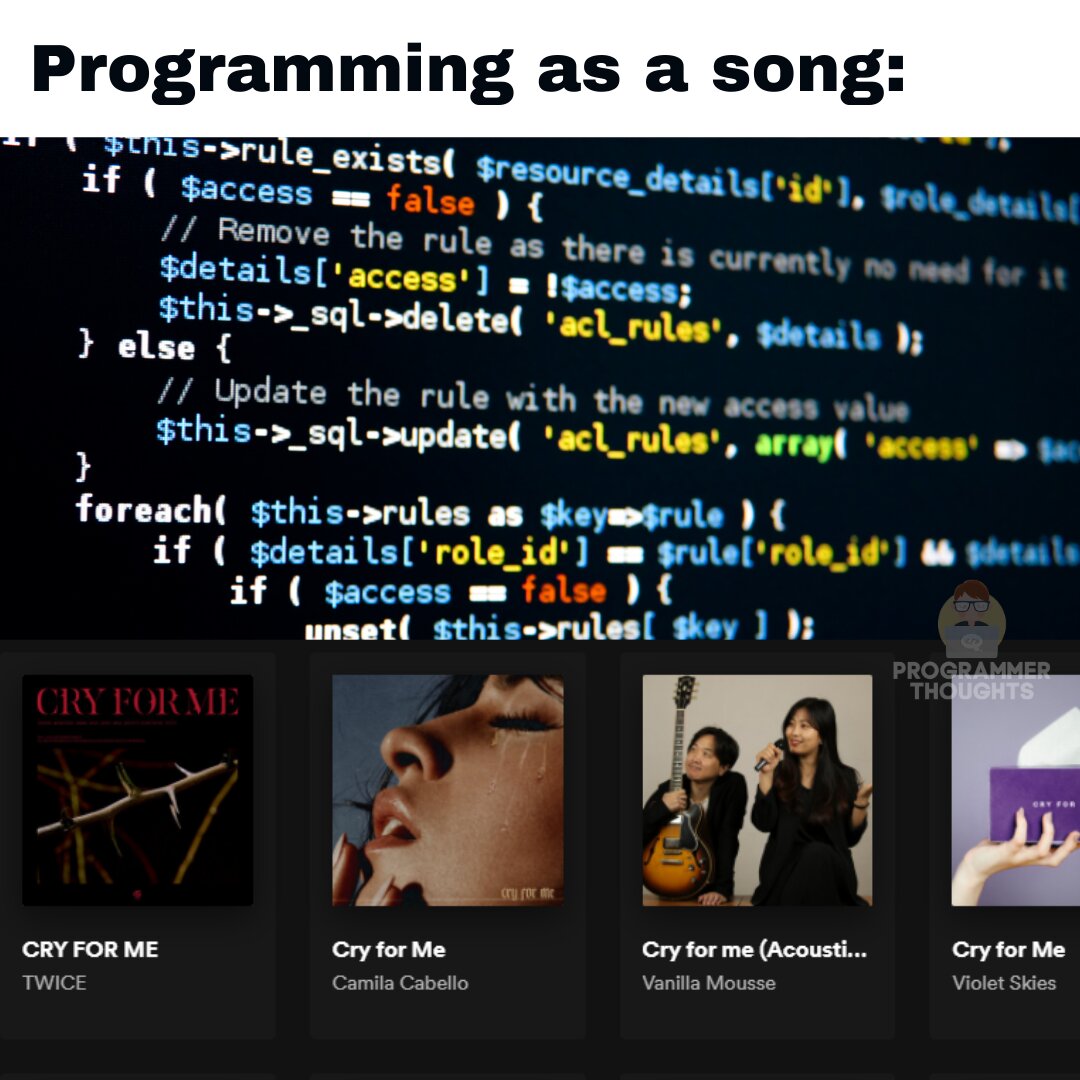 Programming as a song:
if ( $this->rule_exists( $resource_details['id'], $role_details[
if ( $access == false ) {
// Remove the rule as there is currently no need for it
$details['access'] = !$access;
$this->_sql->delete( 'acl_rules', $details );
} else {
// Update the rule with the new access value
$this->_sql->update( 'acl_rules', array( 'access' =>
}
foreach( $this->rules as $key=>$rule ) {
if ( $details['role_id'] == $rule['role_id'] && $details
if ( $access == false ) {
unset( $this->rules[ $key ] );
PROGRAMMER
THOUGHTS
CRY FOR ME
cry for me
CRY FOR
CRY FOR ME
TWICE
Cry for Me
Camila Cabello
Cry for me (Acousti...
Vanilla Mousse
Cry for Me
Violet Skies